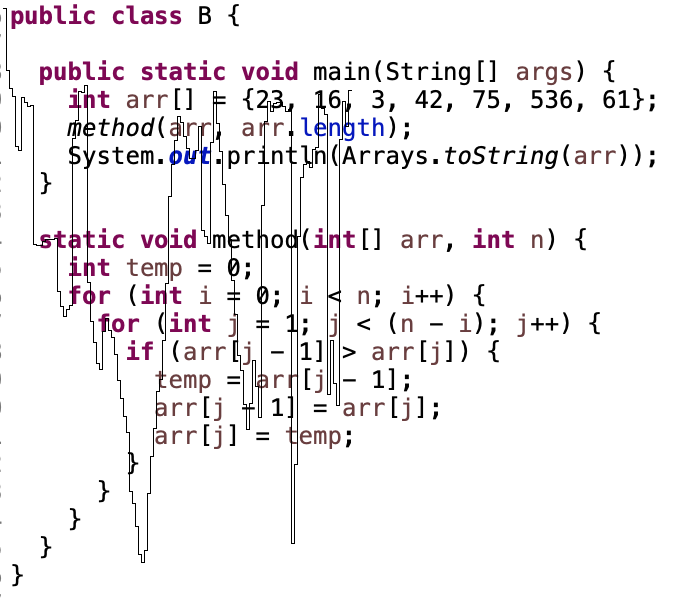 public class B {
public static void main(String[] args) {
int arr[] = {23, 16, 3, 42, 75, 536, 61};
method(arr, arr.length);
System.out.println(Arrays.toString(arr));
}
static void method(int[] arr, int n) {
int temp = 0;
for (int i = 0; i < n; i++) {
for (int j = 1; j < (n - i); j++) {
if (arr[j - 1] > arr[j]) {
temp = arr[j - 1];
arr[j - 1] = arr[j];
arr[j] = temp;
}
}
}
}
}